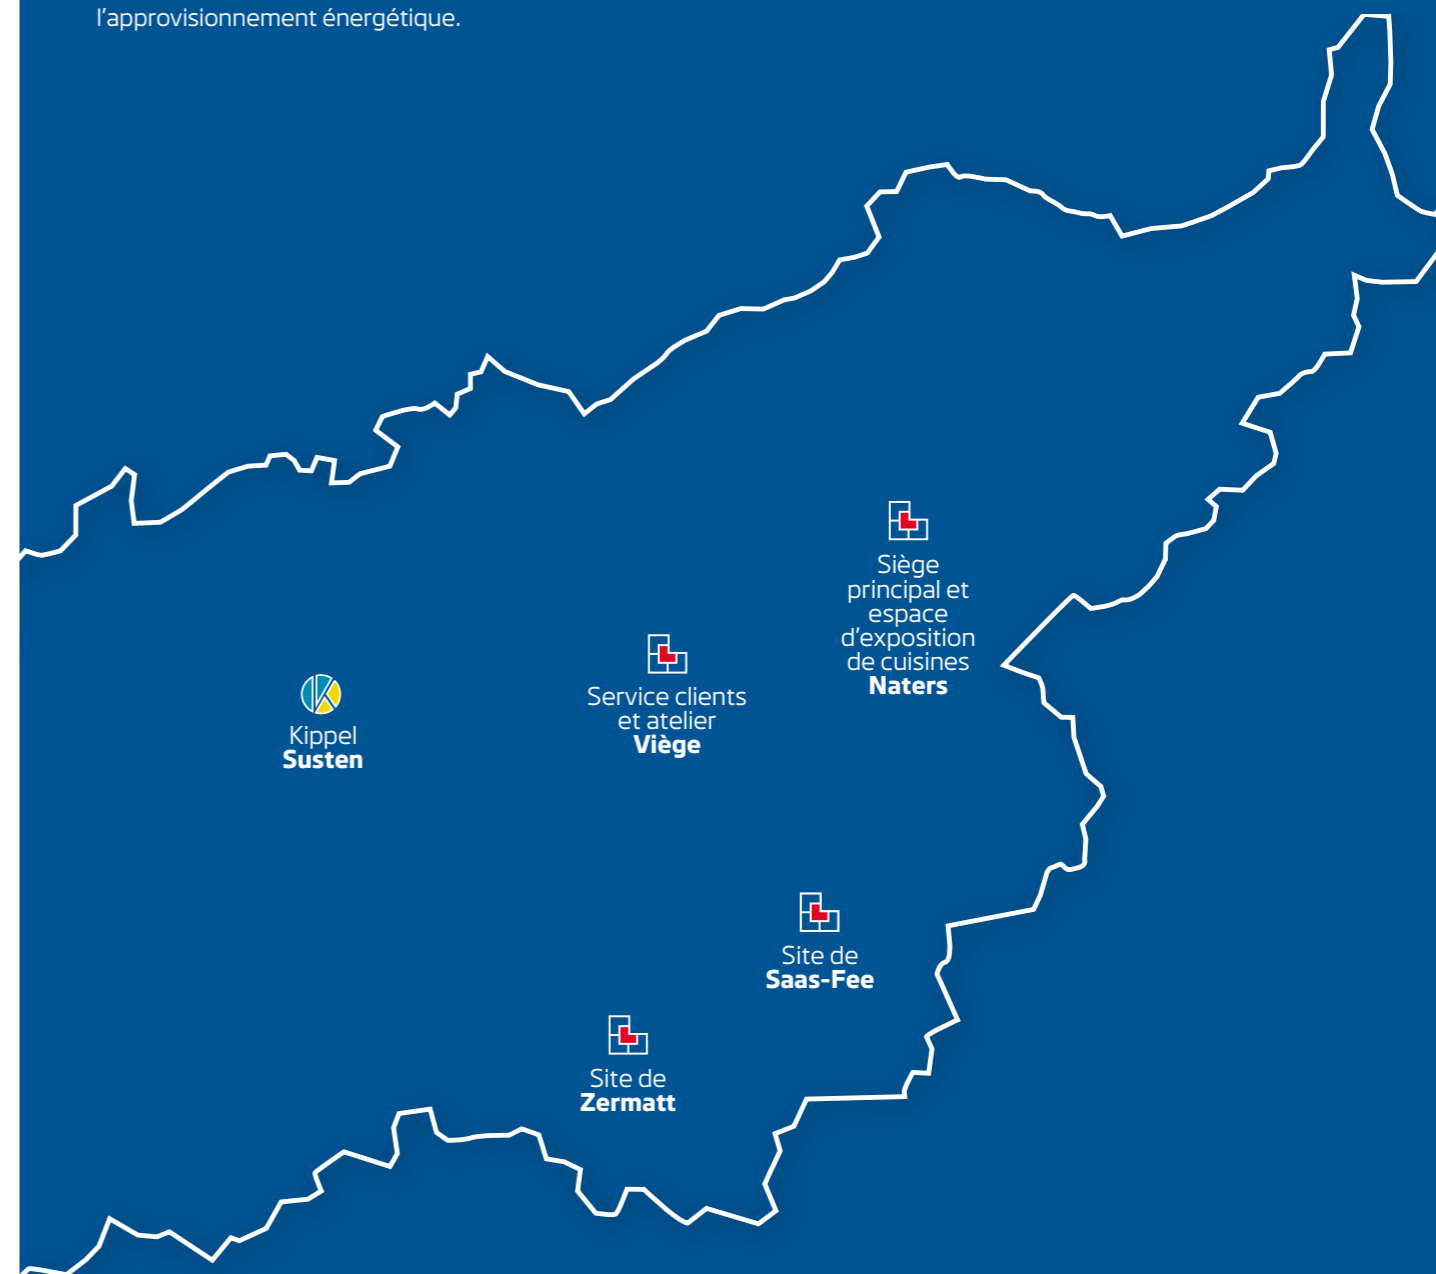 l’approvisionnement énergétique.
Siège
principal et
espace
d’exposition
de cuisines
Naters
Service clients
et atelier
Viège
Kippel
Susten
Site de
Saas-Fee
Site de
Zermatt